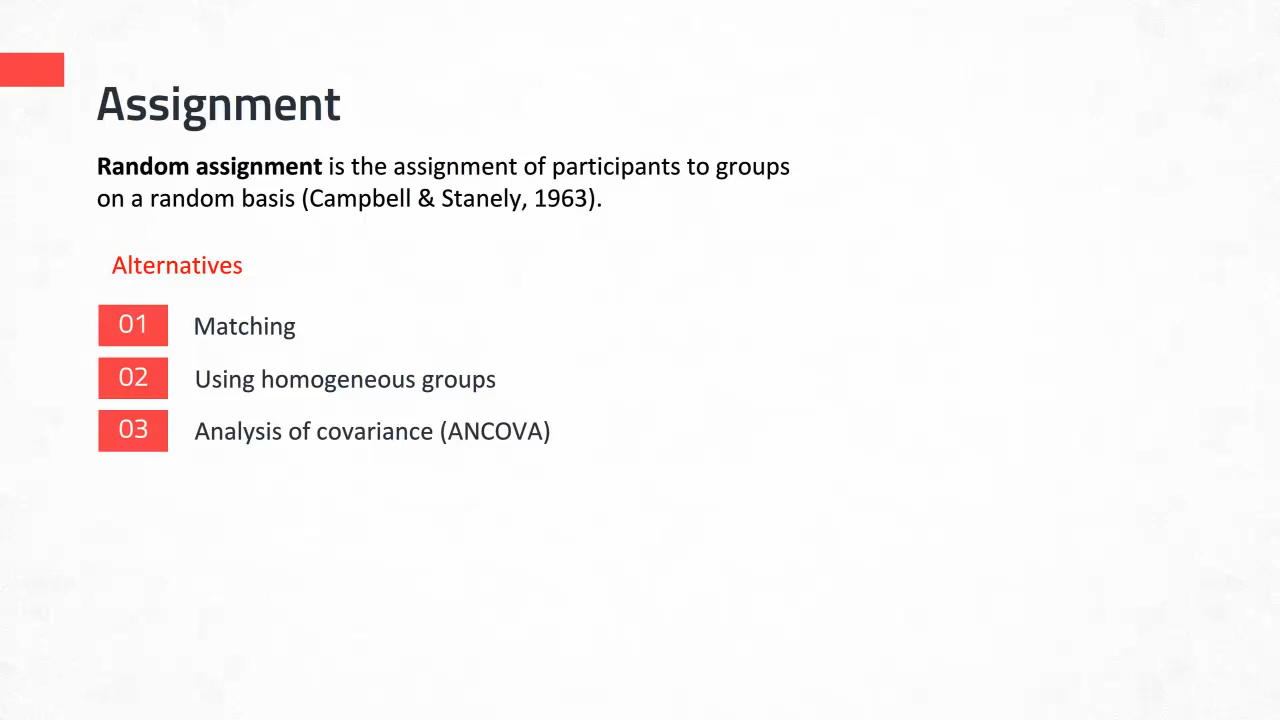 Assignment
Random assignment is the assignment of participants to groups
on a random basis (Campbell & Stanely, 1963).
Alternatives
01 Matching
02 Using homogeneous groups
03 Analysis of covariance (ANCOVA)